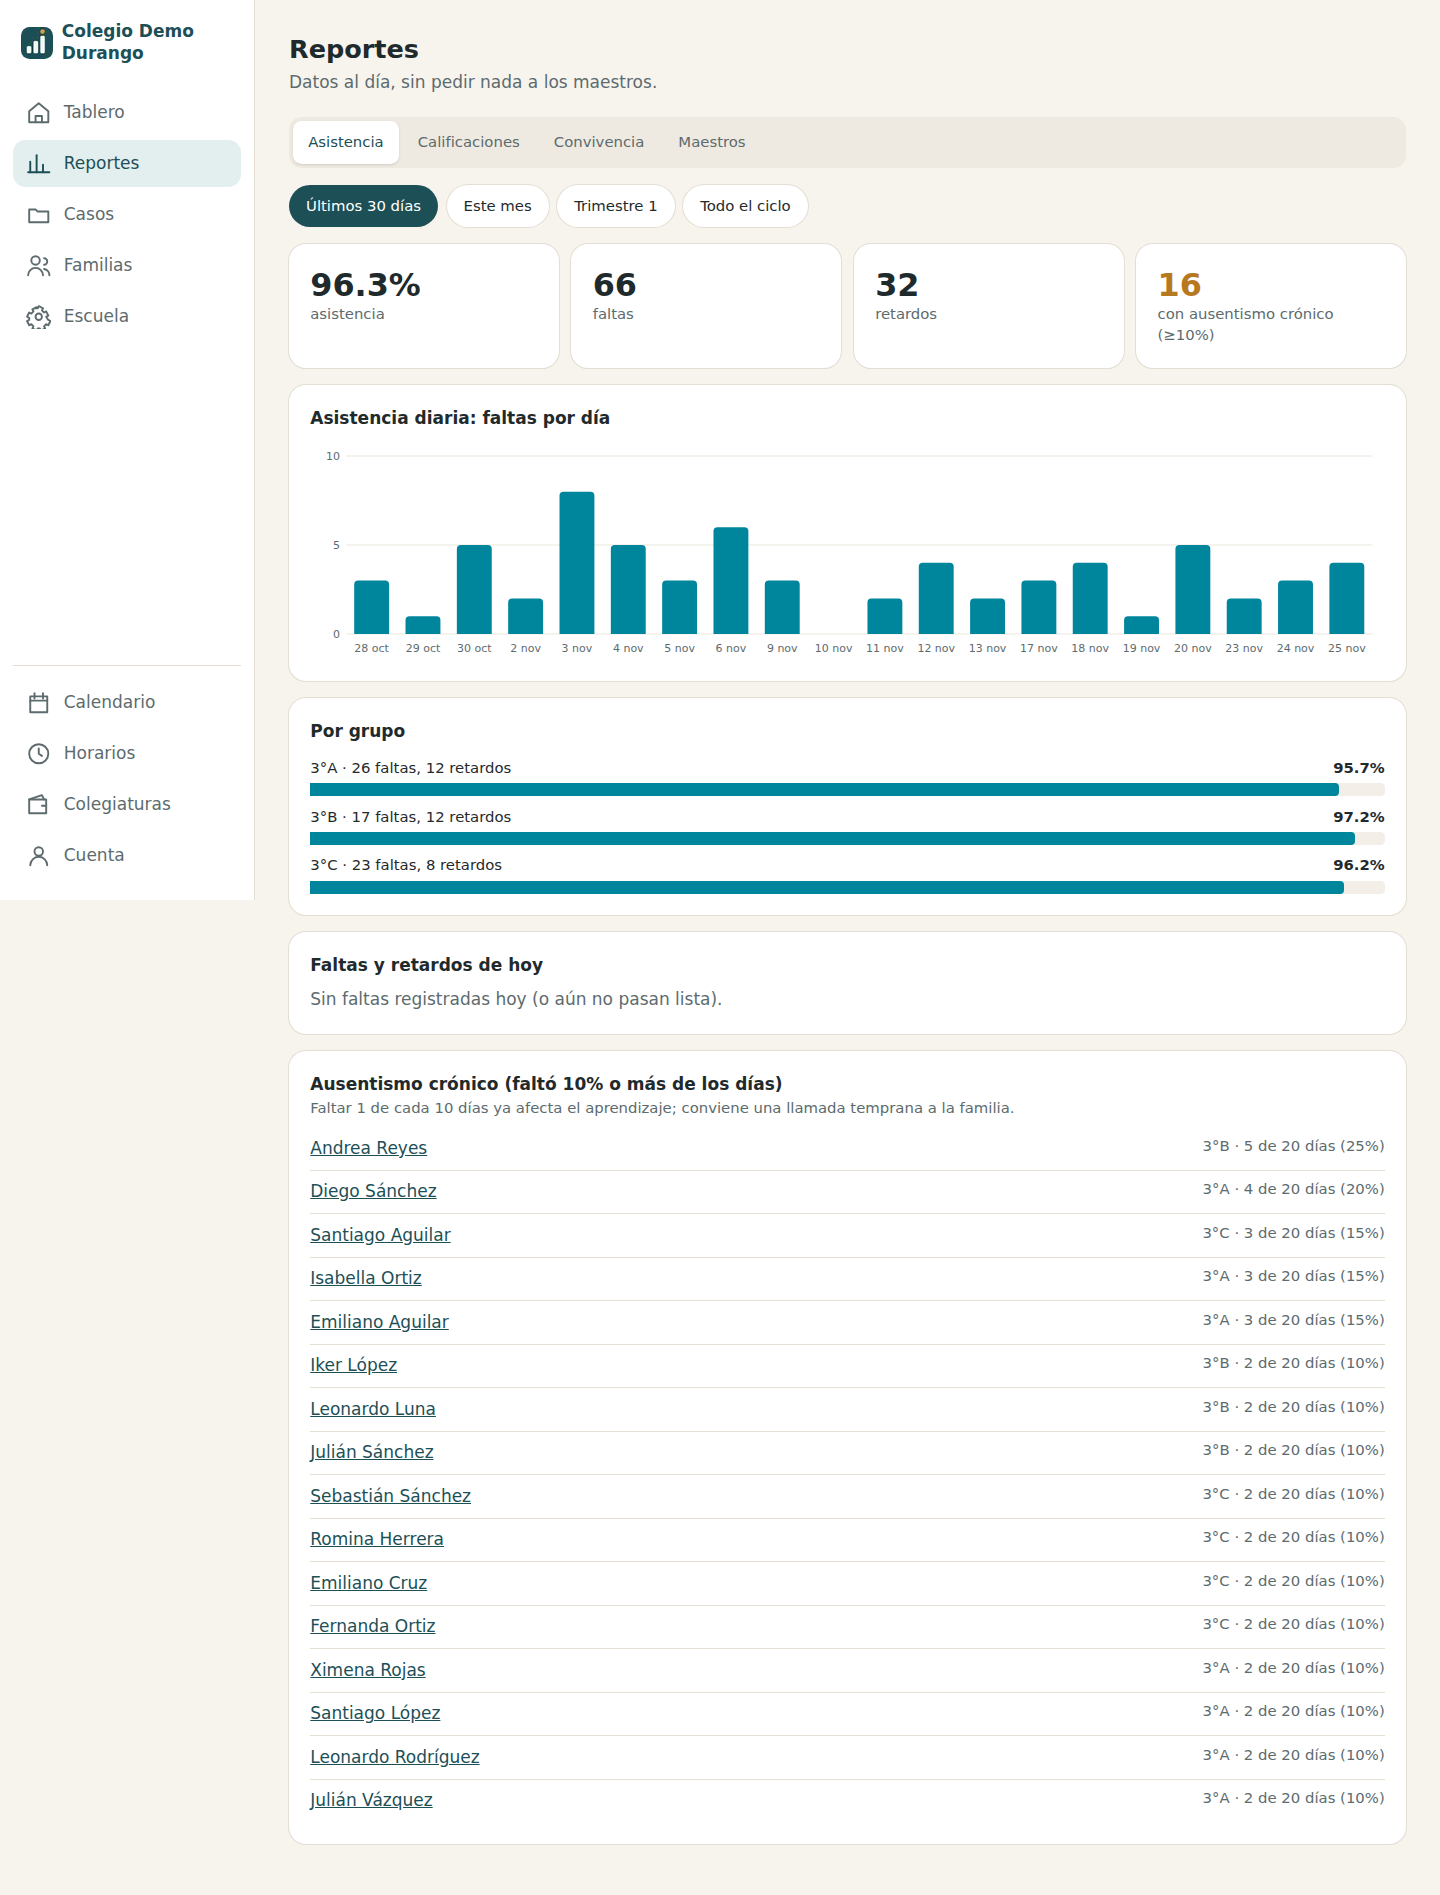 Colegio Demo
Durango
Tablero
Reportes
Casos
Familias
Escuela
Calendario
Horarios
Colegiaturas
Cuenta
Reportes
Datos al día, sin pedir nada a los maestros.
Asistencia Calificaciones Convivencia Maestros
Últimos 30 días Este mes Trimestre 1 Todo el ciclo
96.3%
asistencia
66
faltas
32
retardos
16
con ausentismo crónico
(≥10%)
Asistencia diaria: faltas por día
10
5
0
28 oct 29 oct 30 oct 2 nov 3 nov 4 nov 5 nov 6 nov 9 nov 10 nov 11 nov 12 nov 13 nov 17 nov 18 nov 19 nov 20 nov 23 nov 24 nov 25 nov
Por grupo
3°A · 26 faltas, 12 retardos 95.7%
3°B · 17 faltas, 12 retardos 97.2%
3°C · 23 faltas, 8 retardos 96.2%
Faltas y retardos de hoy
Sin faltas registradas hoy (o aún no pasan lista).
Ausentismo crónico (faltó 10% o más de los días)
Faltar 1 de cada 10 días ya afecta el aprendizaje; conviene una llamada temprana a la familia.
Andrea Reyes 3°B · 5 de 20 días (25%)
Diego Sánchez 3°A · 4 de 20 días (20%)
Santiago Aguilar 3°C · 3 de 20 días (15%)
Isabella Ortiz 3°A · 3 de 20 días (15%)
Emiliano Aguilar 3°A · 3 de 20 días (15%)
Iker López 3°B · 2 de 20 días (10%)
Leonardo Luna 3°B · 2 de 20 días (10%)
Julián Sánchez 3°B · 2 de 20 días (10%)
Sebastián Sánchez 3°C · 2 de 20 días (10%)
Romina Herrera 3°C · 2 de 20 días (10%)
Emiliano Cruz 3°C · 2 de 20 días (10%)
Fernanda Ortiz 3°C · 2 de 20 días (10%)
Ximena Rojas 3°A · 2 de 20 días (10%)
Santiago López 3°A · 2 de 20 días (10%)
Leonardo Rodríguez 3°A · 2 de 20 días (10%)
Julián Vázquez 3°A · 2 de 20 días (10%)